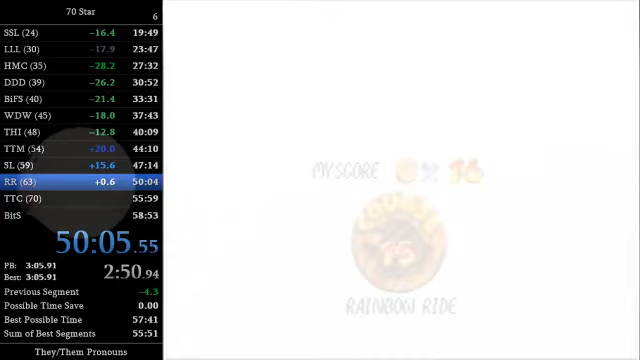 70 Star
6
SSL (24) −16.4 19:49
LLL (30) −17.9 23:47
HMC (35) −28.2 27:32
DDD (39) −26.2 30:52
BiFS (40) −21.4 33:31
WDW (45) −18.0 37:43
THI (48) −12.8 40:09
TTM (54) +20.0 44:10
SL (59) +15.6 47:14
RR (63) +0.6 50:04
TTC (70) 55:59
BitS 58:53
50:05.55
PB: 3:05.91
Best: 3:05.91
2:50.94
Previous Segment −4.3
Possible Time Save 0.00
Best Possible Time 57:41
Sum of Best Segments 55:51
They/Them Pronouns
MYSCORE × 16
COURSE
15
RAINBOW RIDE